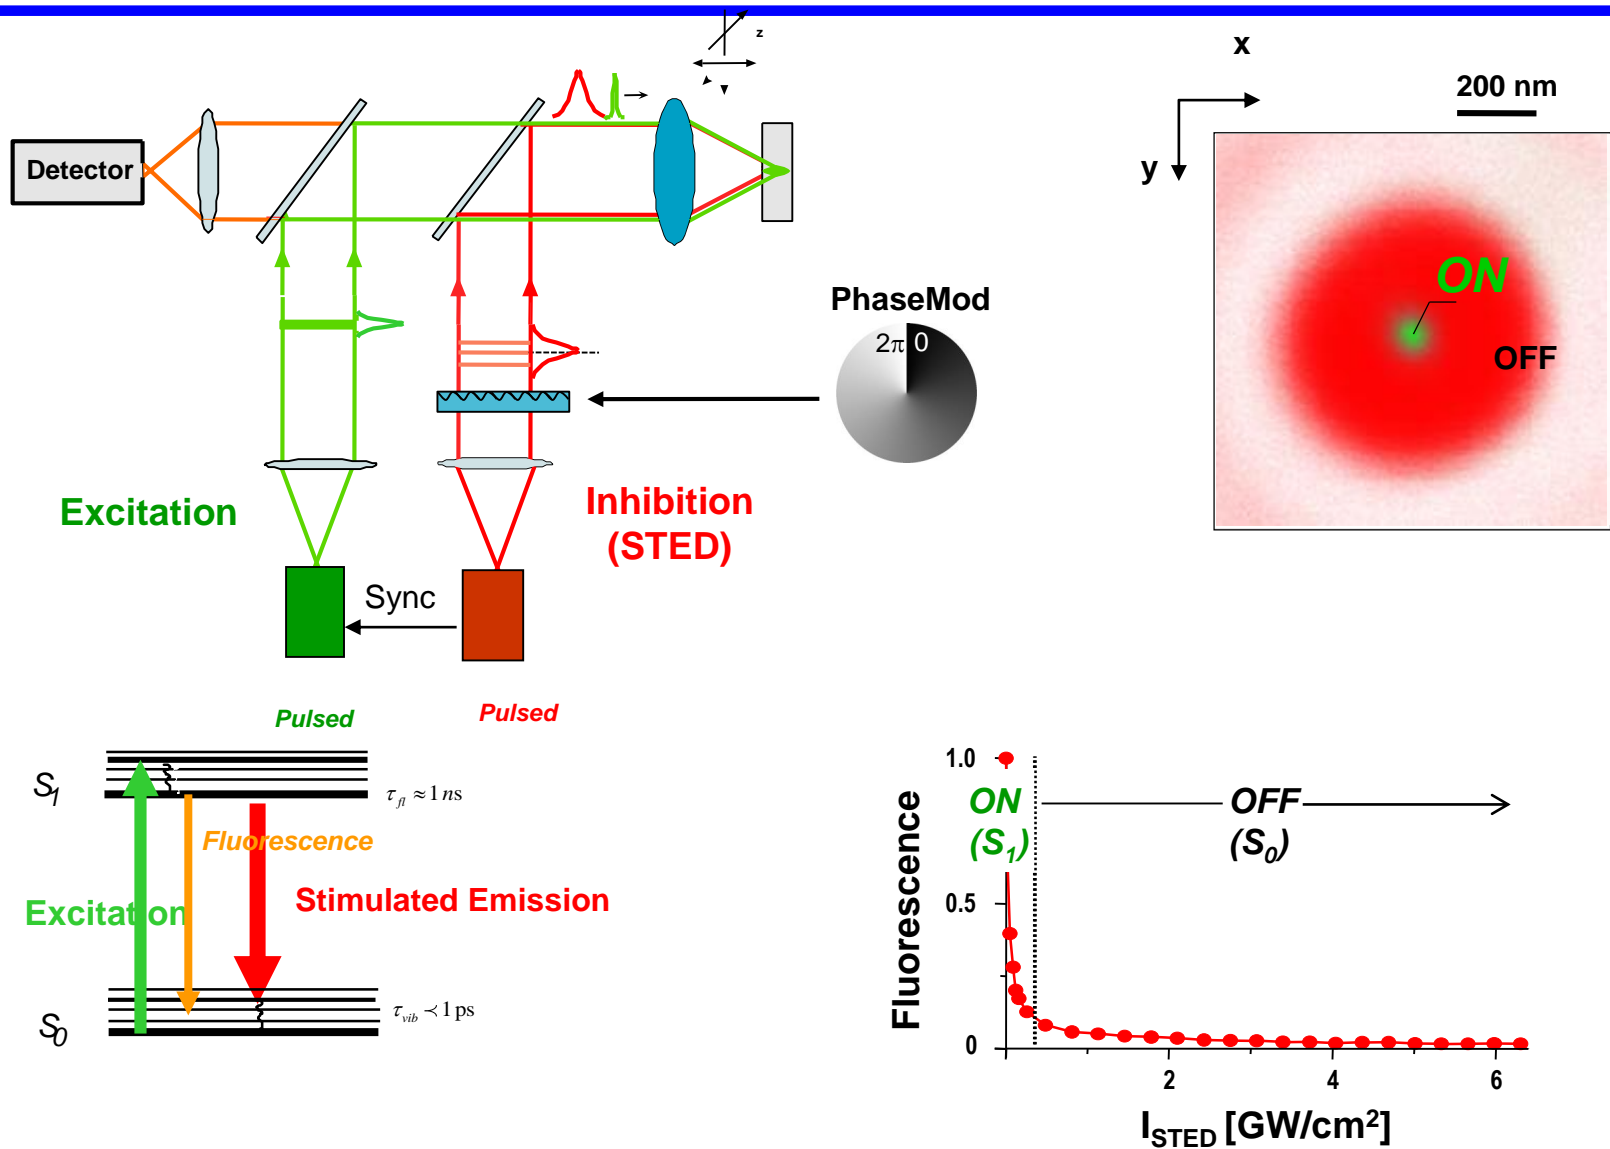 z
x
200 nm
y
Detector
ON
OFF
PhaseMod
2π 0
Excitation
Inhibition
(STED)
Sync
Pulsed
Pulsed
S1
τfl ≈ 1 ns
Fluorescence
Excitation
Stimulated Emission
S0
τvib ≺ 1 ps
Fluorescence
1.0
0.5
0
ON
(S1)
OFF
(S0)
2
4
6
ISTED [GW/cm²]